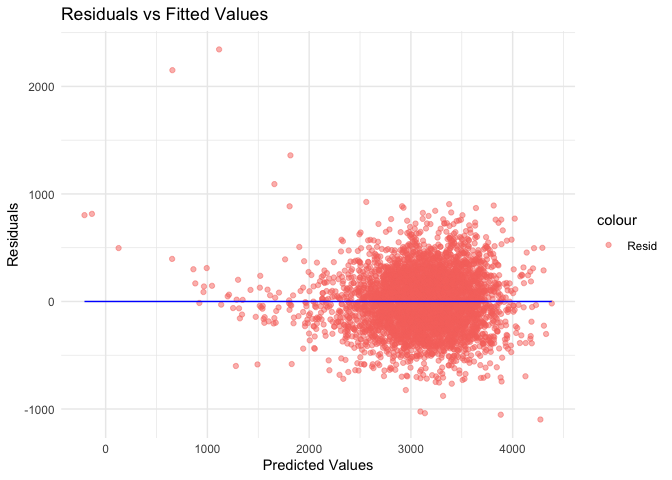 Residuals vs Fitted Values
2000
1000
0
-1000
Residuals
0 1000 2000 3000 4000
Predicted Values
colour
Resid